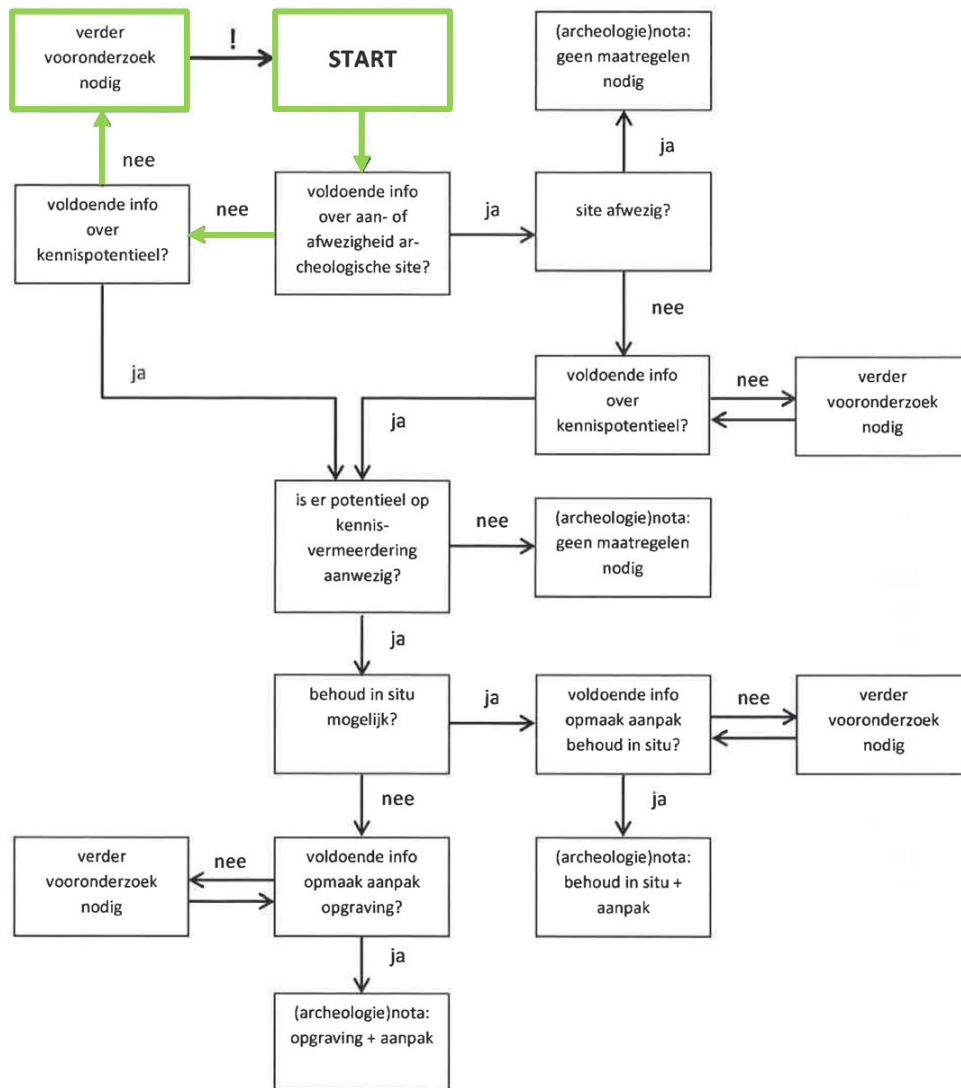 verder
vooronderzoek
nodig
!
START
(archeologie)nota:
geen maatregelen
nodig
nee
ja
voldoende info
over
kennispotentieel?
nee
voldoende info
over aan- of
afwezigheid ar-
cheologische site?
ja
site afwezig?
nee
ja
voldoende info
over
kennispotentieel?
nee
verder
vooronderzoek
nodig
ja
is er potentieel op
kennis-
vermeerdering
aanwezig?
nee
(archeologie)nota:
geen maatregelen
nodig
ja
behoud in situ
mogelijk?
ja
voldoende info
opmaak aanpak
behoud in situ?
nee
verder
vooronderzoek
nodig
nee
ja
verder
vooronderzoek
nodig
nee
voldoende info
opmaak aanpak
opgraving?
(archeologie)nota:
behoud in situ +
aanpak
ja
(archeologie)nota:
opgraving + aanpak